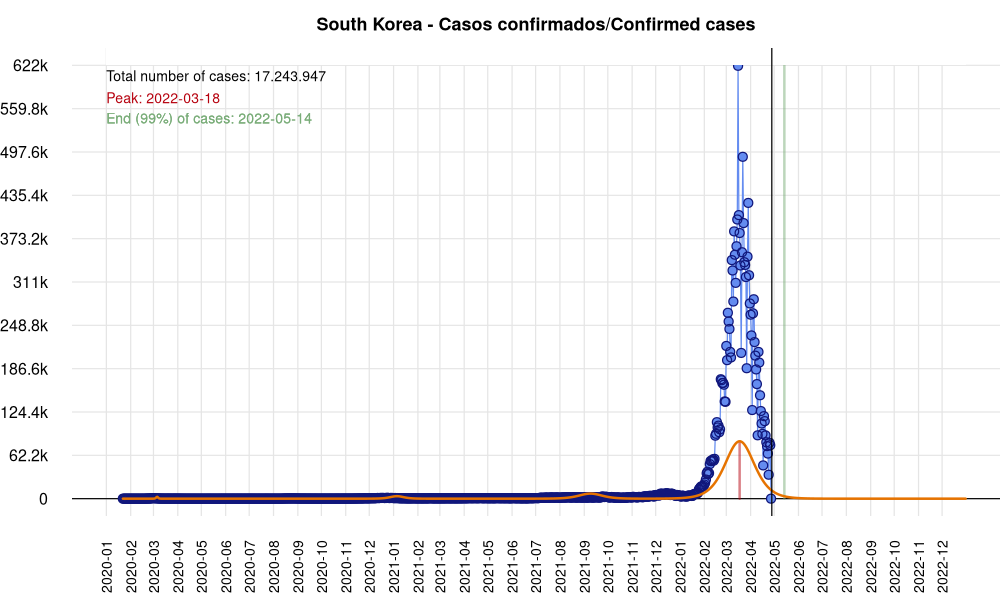 South Korea - Casos confirmados/Confirmed cases
622k
559.8k
497.6k
435.4k
373.2k
311k
248.8k
186.6k
124.4k
62.2k
0
Total number of cases: 17.243.947
Peak: 2022-03-18
End (99%) of cases: 2022-05-14
2020-01
2020-02
2020-03
2020-04
2020-05
2020-06
2020-07
2020-08
2020-09
2020-10
2020-11
2020-12
2021-01
2021-02
2021-03
2021-04
2021-05
2021-06
2021-07
2021-08
2021-09
2021-10
2021-11
2021-12
2022-01
2022-02
2022-03
2022-04
2022-05
2022-06
2022-07
2022-08
2022-09
2022-10
2022-11
2022-12